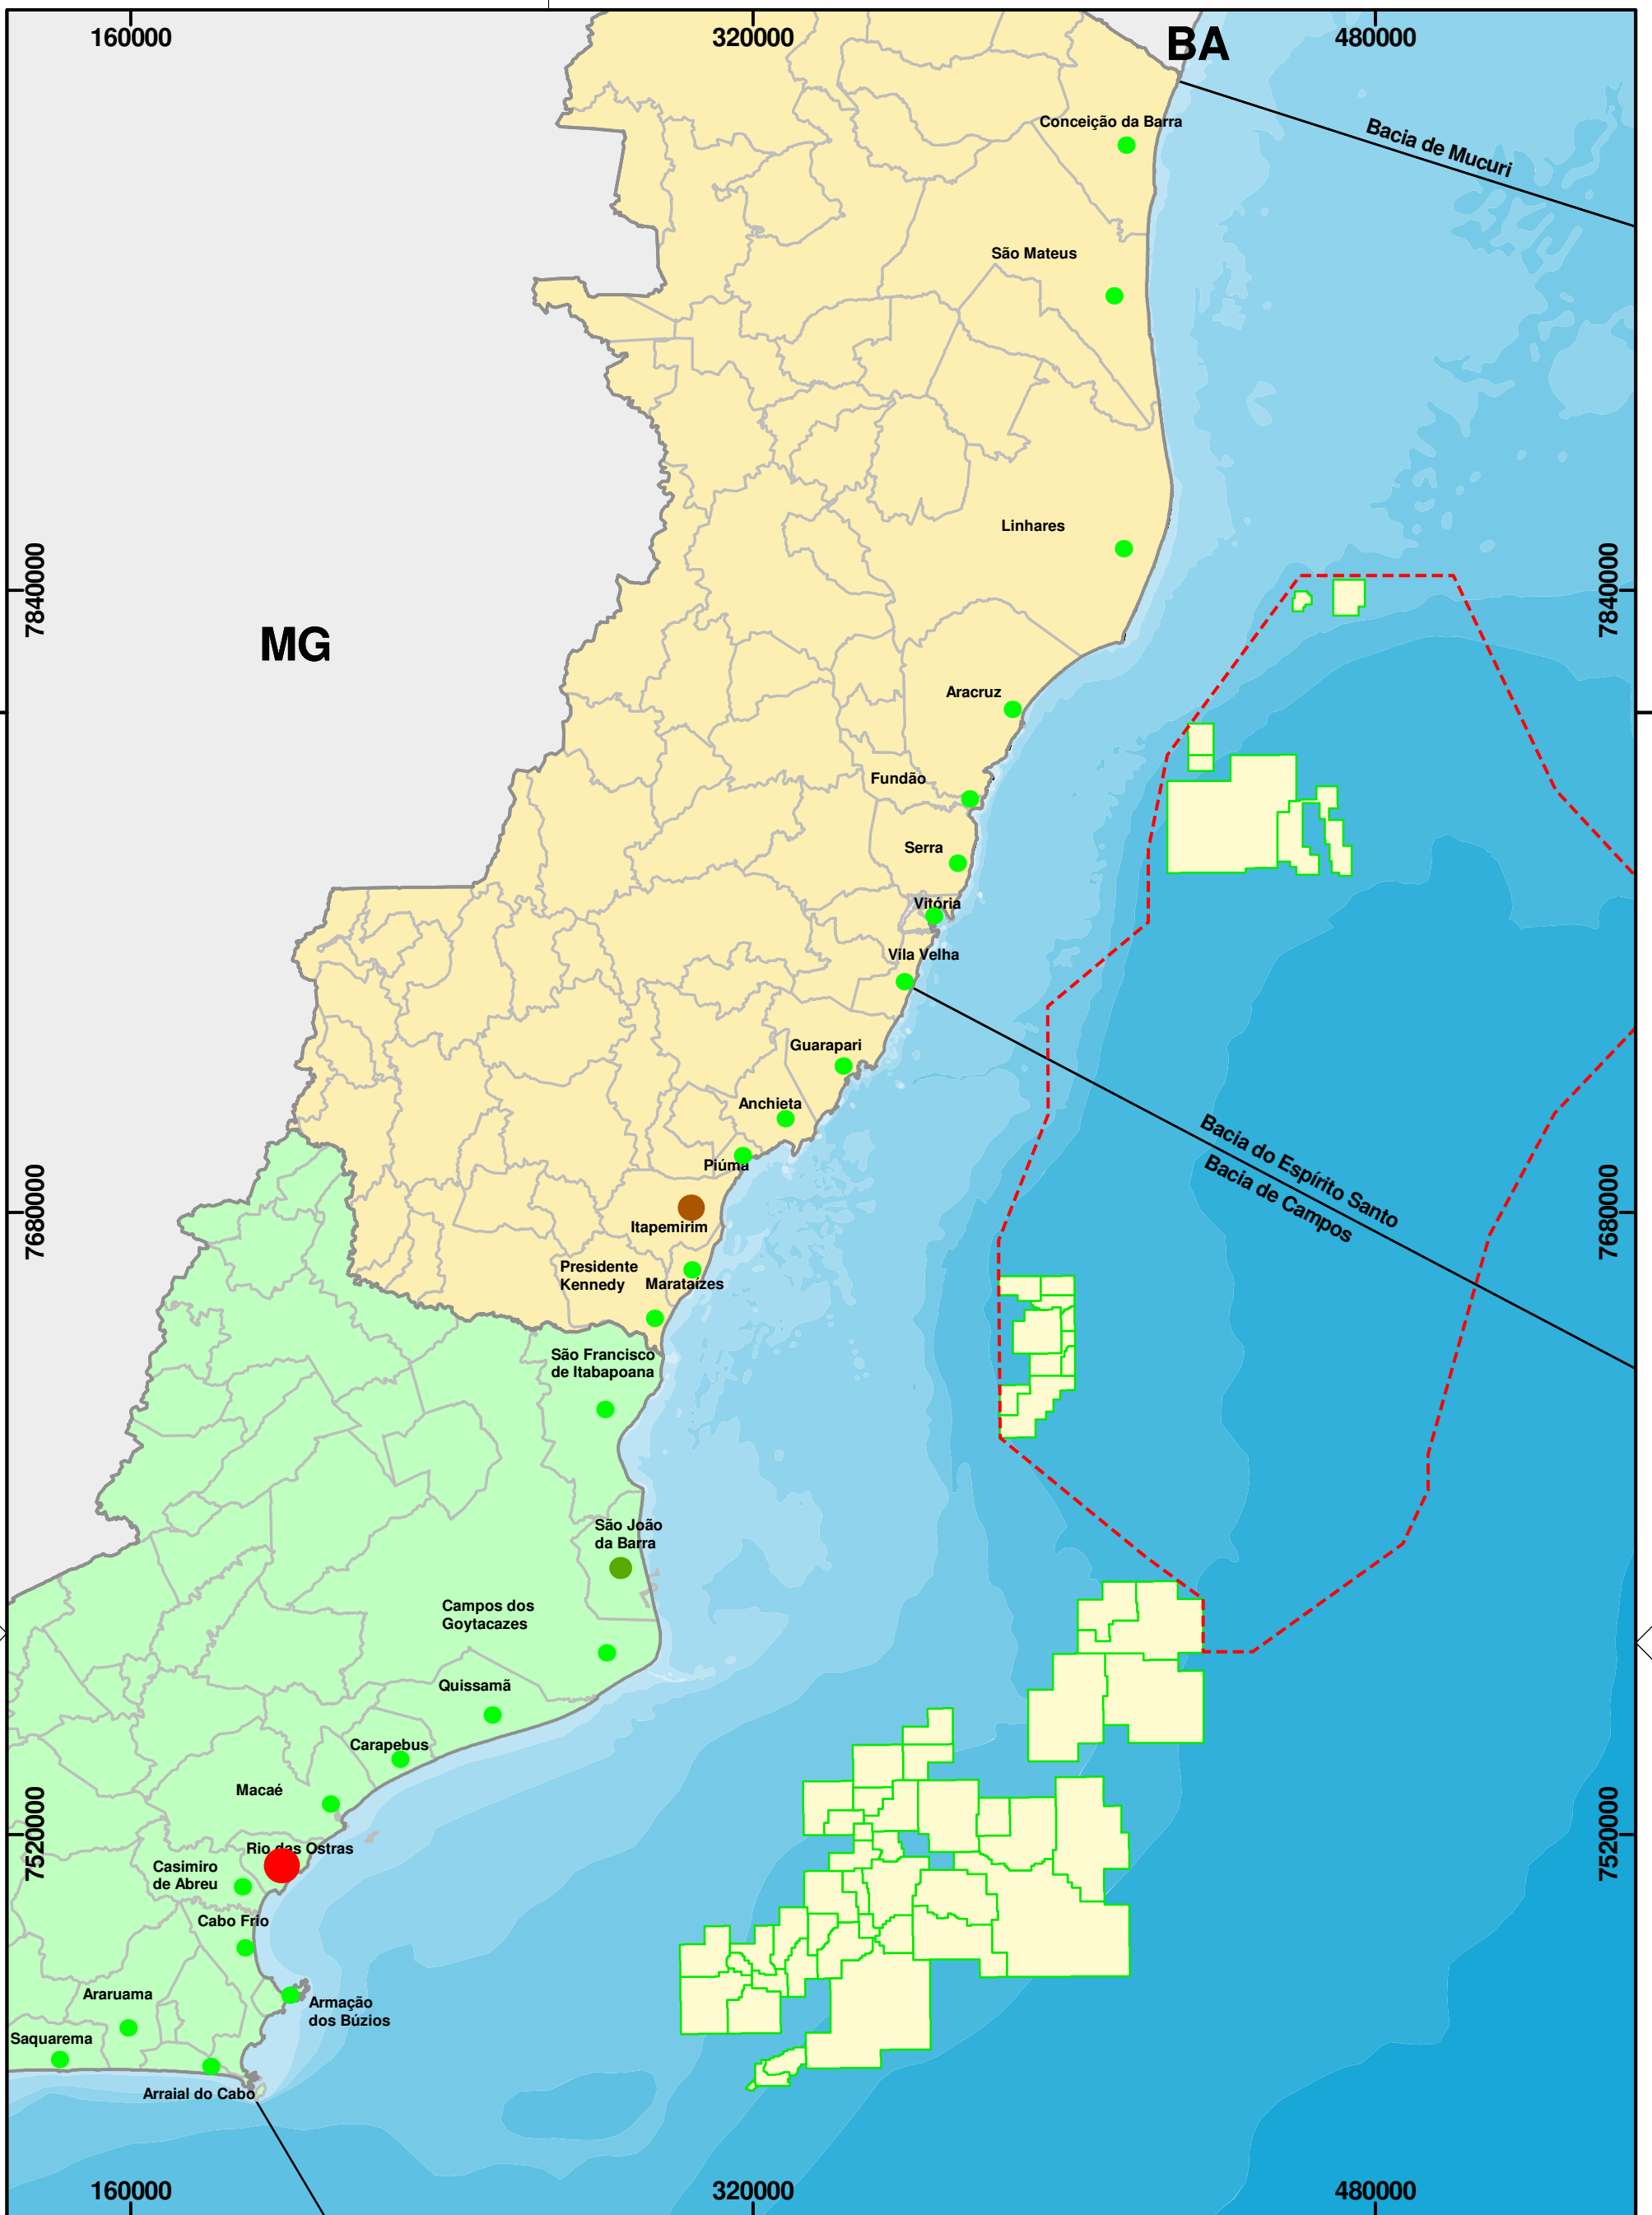 160000
320000
BA
480000
Conceição da Barra
Bacia de Mucuri
São Mateus
Linhares
7840000
7840000
MG
Aracruz
Fundão
Serra
Vitória
Vila Velha
Guarapari
Anchieta
Piúma
Bacia do Espírito Santo
Bacia de Campos
7680000
7680000
Itapemirim
Presidente
Kennedy
Marataízes
São Francisco
de Itabapoana
São João
da Barra
Campos dos
Goytacazes
Quissamã
Carapebus
Macaé
7520000
7520000
Rio das Ostras
Casimiro
de Abreu
Cabo Frio
Araruama
Armação
dos Búzios
Saquarema
Arraial do Cabo
160000
320000
480000